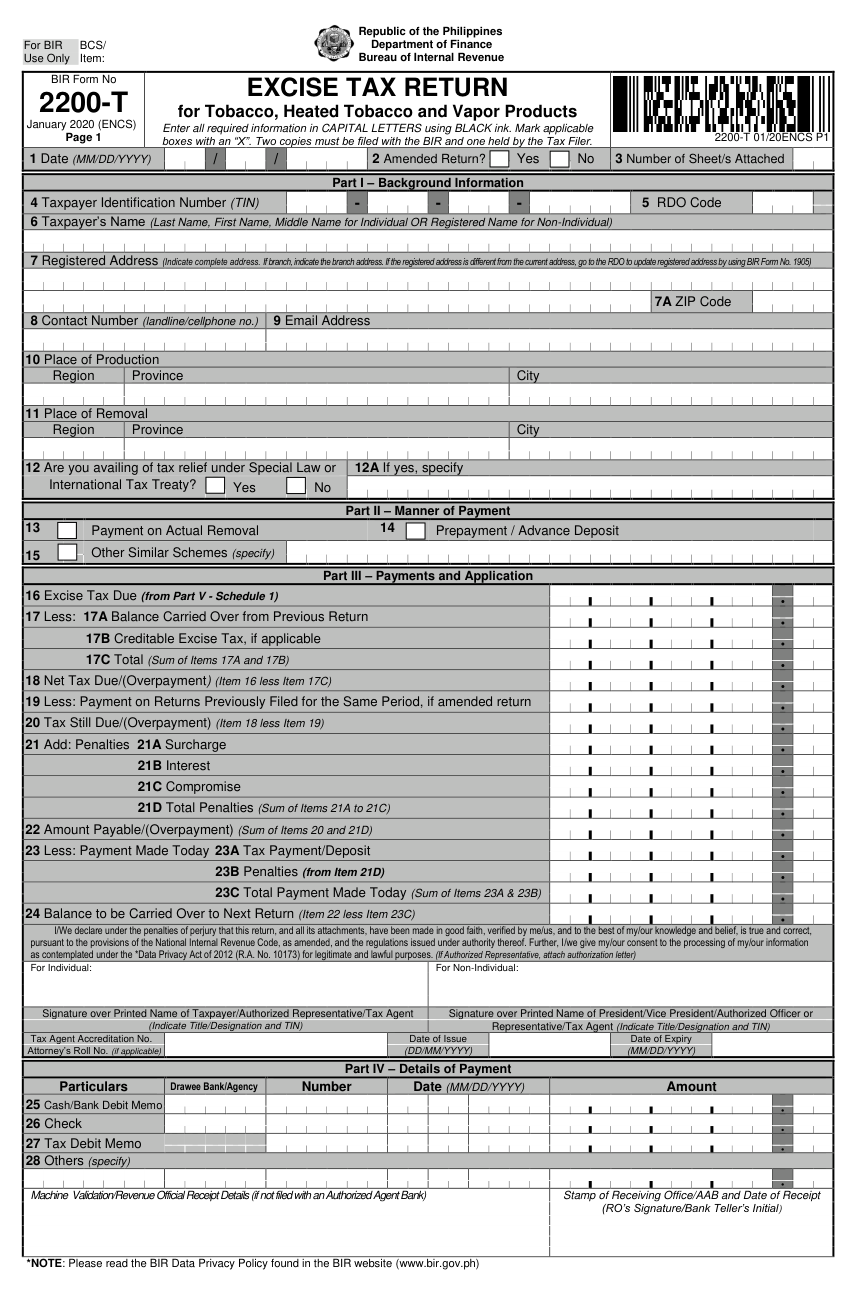 Republic of the Philippines
For BIR BCS/ Department of Finance
Use Only Item: Bureau of Internal Revenue
BIR Form No
2200-T
January 2020 (ENCS)
Page 1
EXCISE TAX RETURN
for Tobacco, Heated Tobacco and Vapor Products
Enter all required information in CAPITAL LETTERS using BLACK ink. Mark applicable
boxes with an “X”. Two copies must be filed with the BIR and one held by the Tax Filer.
2200-T 01/20ENCS P1
1 Date (MM/DD/YYYY) / / 2 Amended Return? Yes No 3 Number of Sheet/s Attached
Part I – Background Information
4 Taxpayer Identification Number (TIN) - - - 5 RDO Code
6 Taxpayer’s Name (Last Name, First Name, Middle Name for Individual OR Registered Name for Non-Individual)
7 Registered Address (Indicate complete address. If branch, indicate the branch address. If the registered address is different from the current address, go to the RDO to update registered address by using BIR Form No. 1905)
7A ZIP Code
8 Contact Number (landline/cellphone no.) 9 Email Address
10 Place of Production
Region Province City
11 Place of Removal
Region Province City
12 Are you availing of tax relief under Special Law or 12A If yes, specify
International Tax Treaty? Yes No
Part II – Manner of Payment
13 Payment on Actual Removal 14 Prepayment / Advance Deposit
15 Other Similar Schemes (specify)
Part III – Payments and Application
16 Excise Tax Due (from Part V - Schedule 1)
17 Less: 17A Balance Carried Over from Previous Return
17B Creditable Excise Tax, if applicable
17C Total (Sum of Items 17A and 17B)
18 Net Tax Due/(Overpayment) (Item 16 less Item 17C)
19 Less: Payment on Returns Previously Filed for the Same Period, if amended return
20 Tax Still Due/(Overpayment) (Item 18 less Item 19)
21 Add: Penalties 21A Surcharge
21B Interest
21C Compromise
21D Total Penalties (Sum of Items 21A to 21C)
22 Amount Payable/(Overpayment) (Sum of Items 20 and 21D)
23 Less: Payment Made Today 23A Tax Payment/Deposit
23B Penalties (from Item 21D)
23C Total Payment Made Today (Sum of Items 23A & 23B)
24 Balance to be Carried Over to Next Return (Item 22 less Item 23C)
I/We declare under the penalties of perjury that this return, and all its attachments, have been made in good faith, verified by me/us, and to the best of my/our knowledge and belief, is true and correct,
pursuant to the provisions of the National Internal Revenue Code, as amended, and the regulations issued under authority thereof. Further, I/we give my/our consent to the processing of my/our information
as contemplated under the *Data Privacy Act of 2012 (R.A. No. 10173) for legitimate and lawful purposes. (If Authorized Representative, attach authorization letter)
For Individual: For Non-Individual:
Signature over Printed Name of Taxpayer/Authorized Representative/Tax Agent Signature over Printed Name of President/Vice President/Authorized Officer or
(Indicate Title/Designation and TIN) Representative/Tax Agent (Indicate Title/Designation and TIN)
Tax Agent Accreditation No. Date of Issue Date of Expiry
Attorney’s Roll No. (if applicable) (DD/MM/YYYY) (MM/DD/YYYY)
Part IV – Details of Payment
Particulars Drawee Bank/Agency Number Date (MM/DD/YYYY) Amount
25 Cash/Bank Debit Memo
26 Check
27 Tax Debit Memo
28 Others (specify)
Machine Validation/Revenue Official Receipt Details (if not filed with an Authorized Agent Bank) Stamp of Receiving Office/AAB and Date of Receipt
(RO’s Signature/Bank Teller’s Initial)
*NOTE: Please read the BIR Data Privacy Policy found in the BIR website (www.bir.gov.ph)